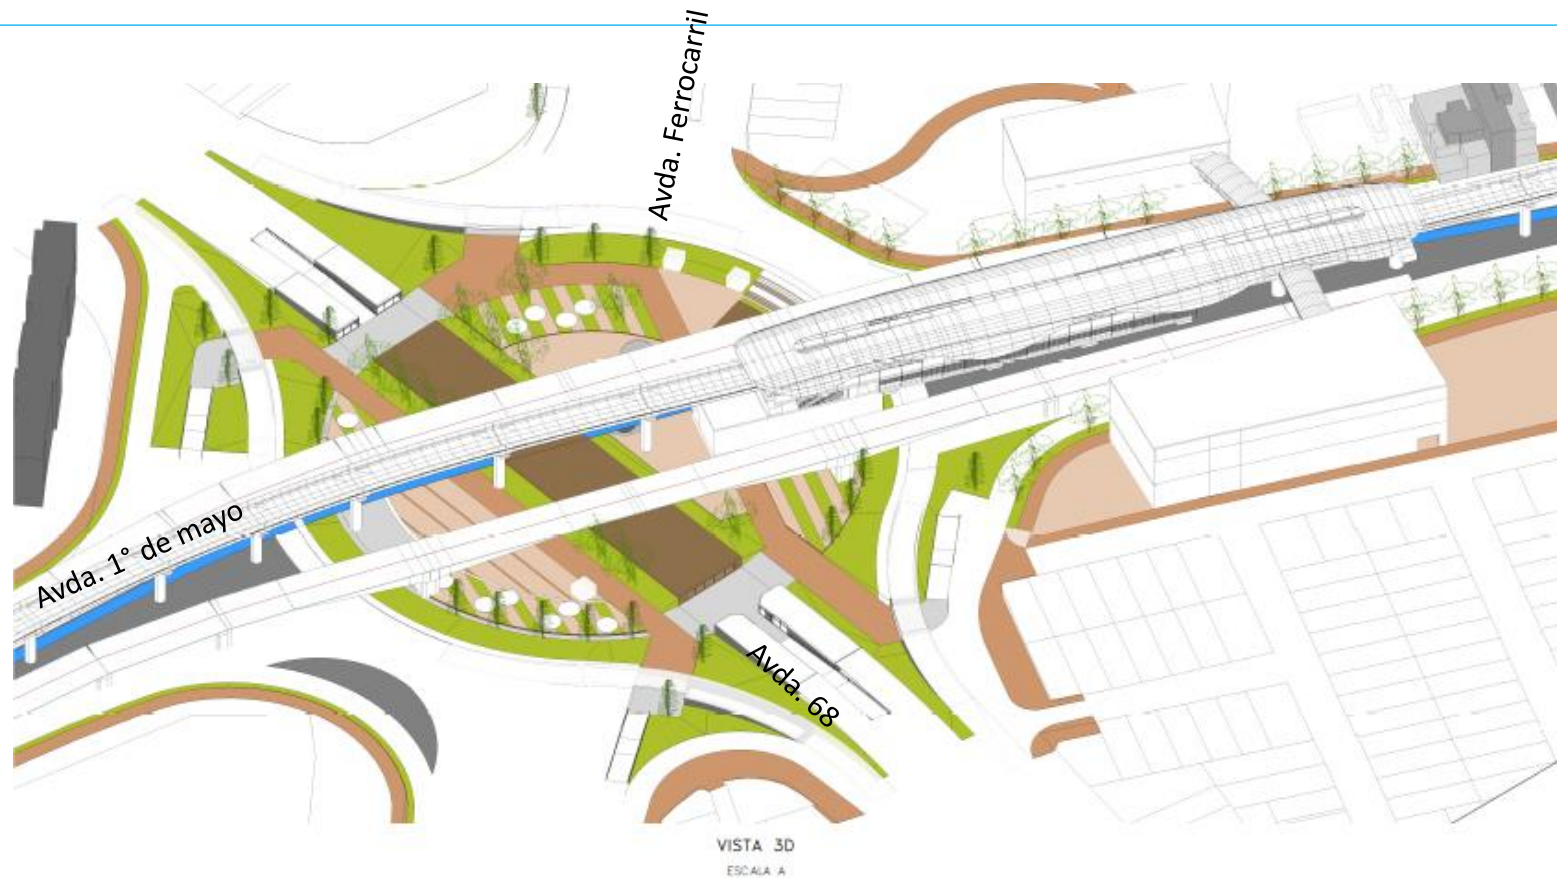 Avda. Ferrocarril
Avda. 1° de mayo
Avda. 68
VISTA 3D
ESCALA A